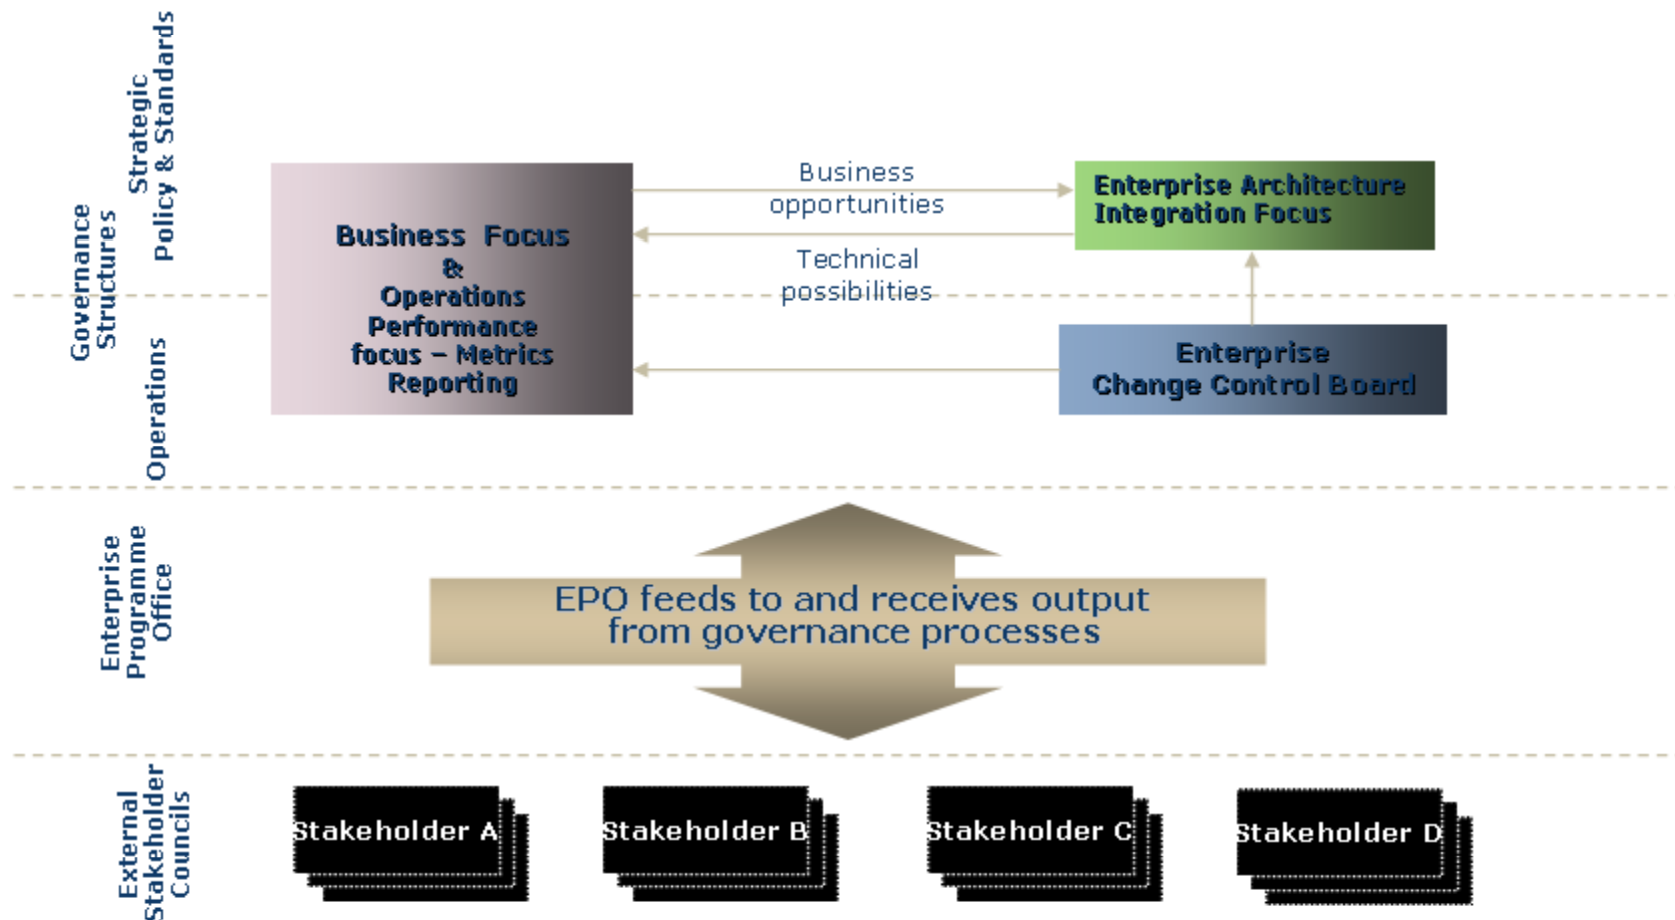 Strategic
Policy & Standards
Governance
Structures
Operations
Business Focus
&
Operations
Performance
focus – Metrics
Reporting
Business
opportunities
Technical
possibilities
Enterprise Architecture
Integration Focus
Enterprise
Change Control Board
Enterprise
Programme
Office
EPO feeds to and receives output
from governance processes
External
Stakeholder
Councils
Stakeholder A
Stakeholder B
Stakeholder C
Stakeholder D